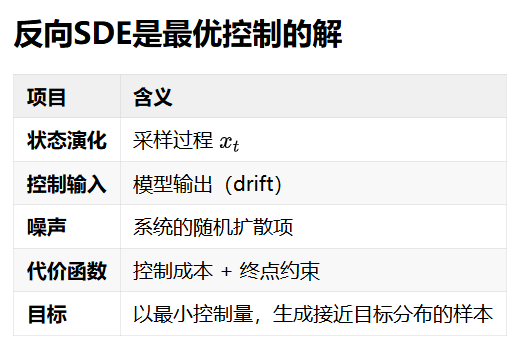 反向SDE是最优控制的解
项目 含义
状态演化 采样过程 x_t
控制输入 模型输出（drift）
噪声 系统的随机扩散项
代价函数 控制成本 + 终点约束
目标 以最小控制量，生成接近目标分布的样本